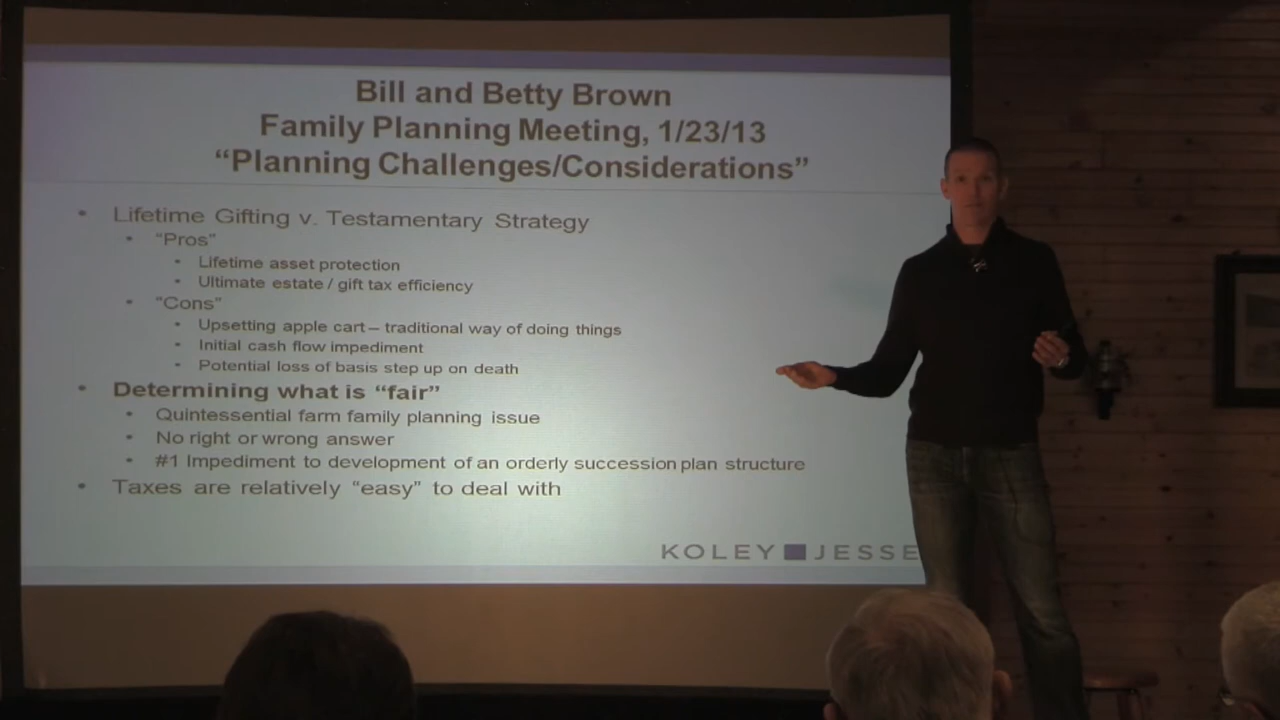 Bill and Betty Brown
Family Planning Meeting, 1/23/13
“Planning Challenges/Considerations”
• Lifetime Gifting v. Testamentary Strategy
• “Pros”
• Lifetime asset protection
• Ultimate estate / gift tax efficiency
• “Cons”
• Upsetting apple cart – traditional way of doing things
• Initial cash flow impediment
• Potential loss of basis step up on death
• Determining what is “fair”
• Quintessential farm family planning issue
• No right or wrong answer
• #1 Impediment to development of an orderly succession plan structure
• Taxes are relatively “easy” to deal with
KOLEY JESSE